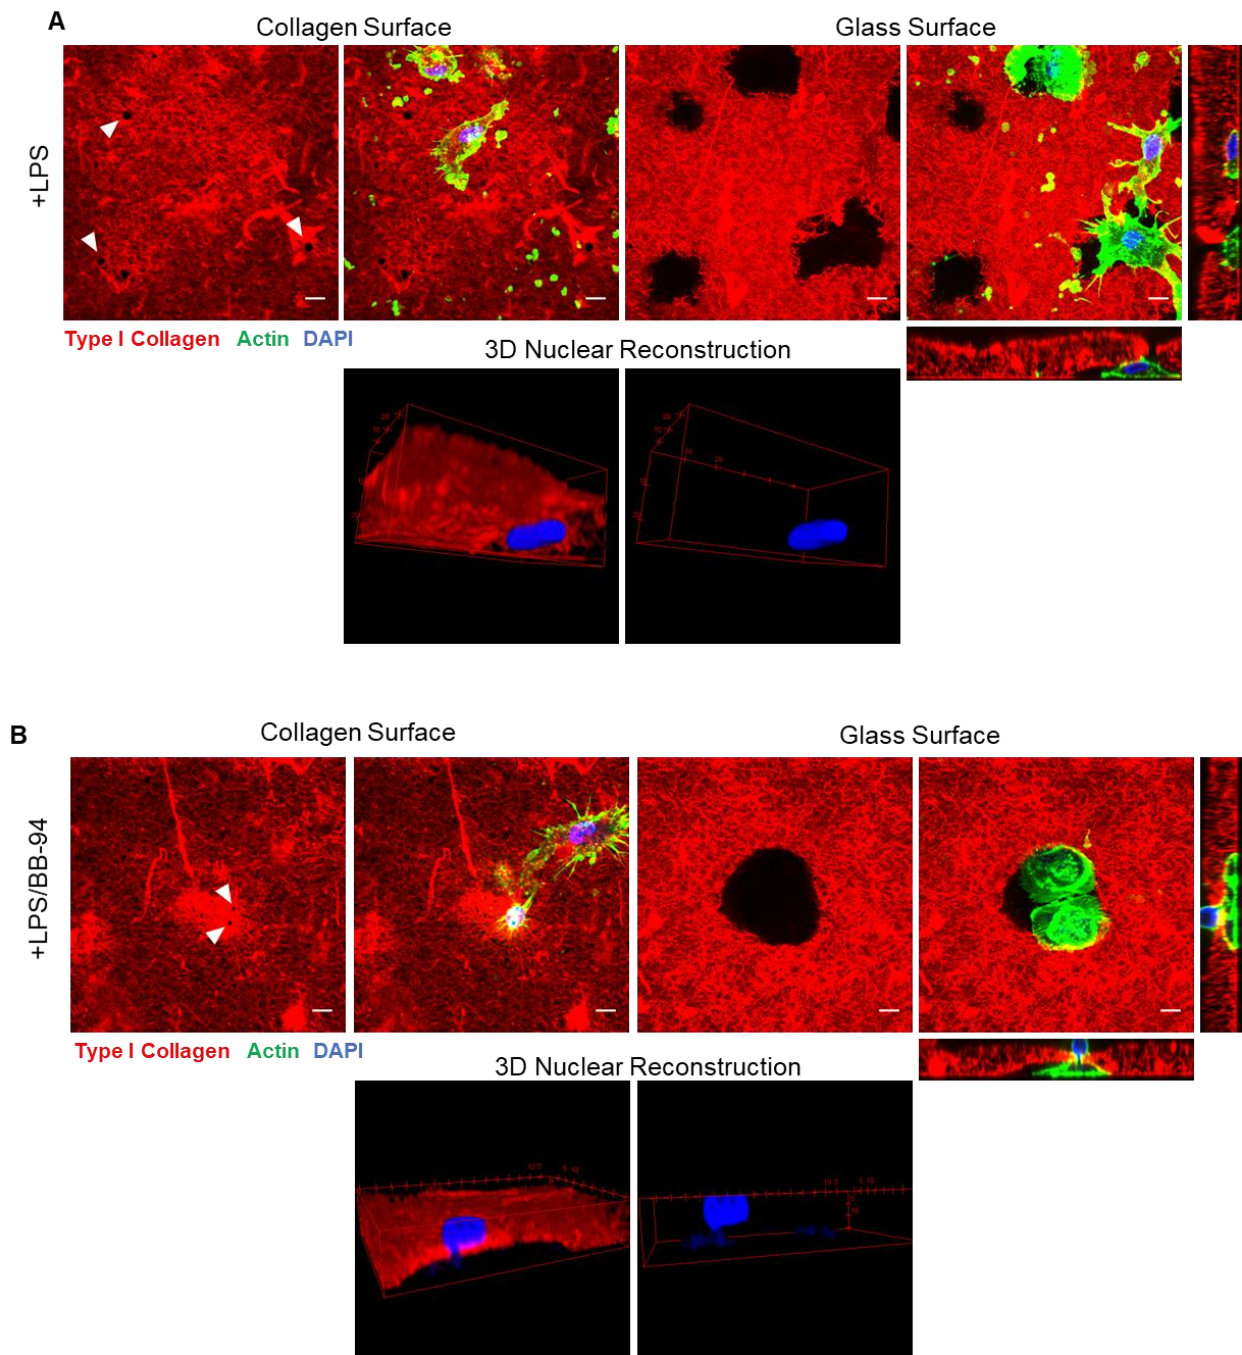 A
Collagen Surface
Glass Surface
+LPS
Type I Collagen Actin DAPI
3D Nuclear Reconstruction
B
Collagen Surface
Glass Surface
+LPS/BB-94
Type I Collagen Actin DAPI
3D Nuclear Reconstruction